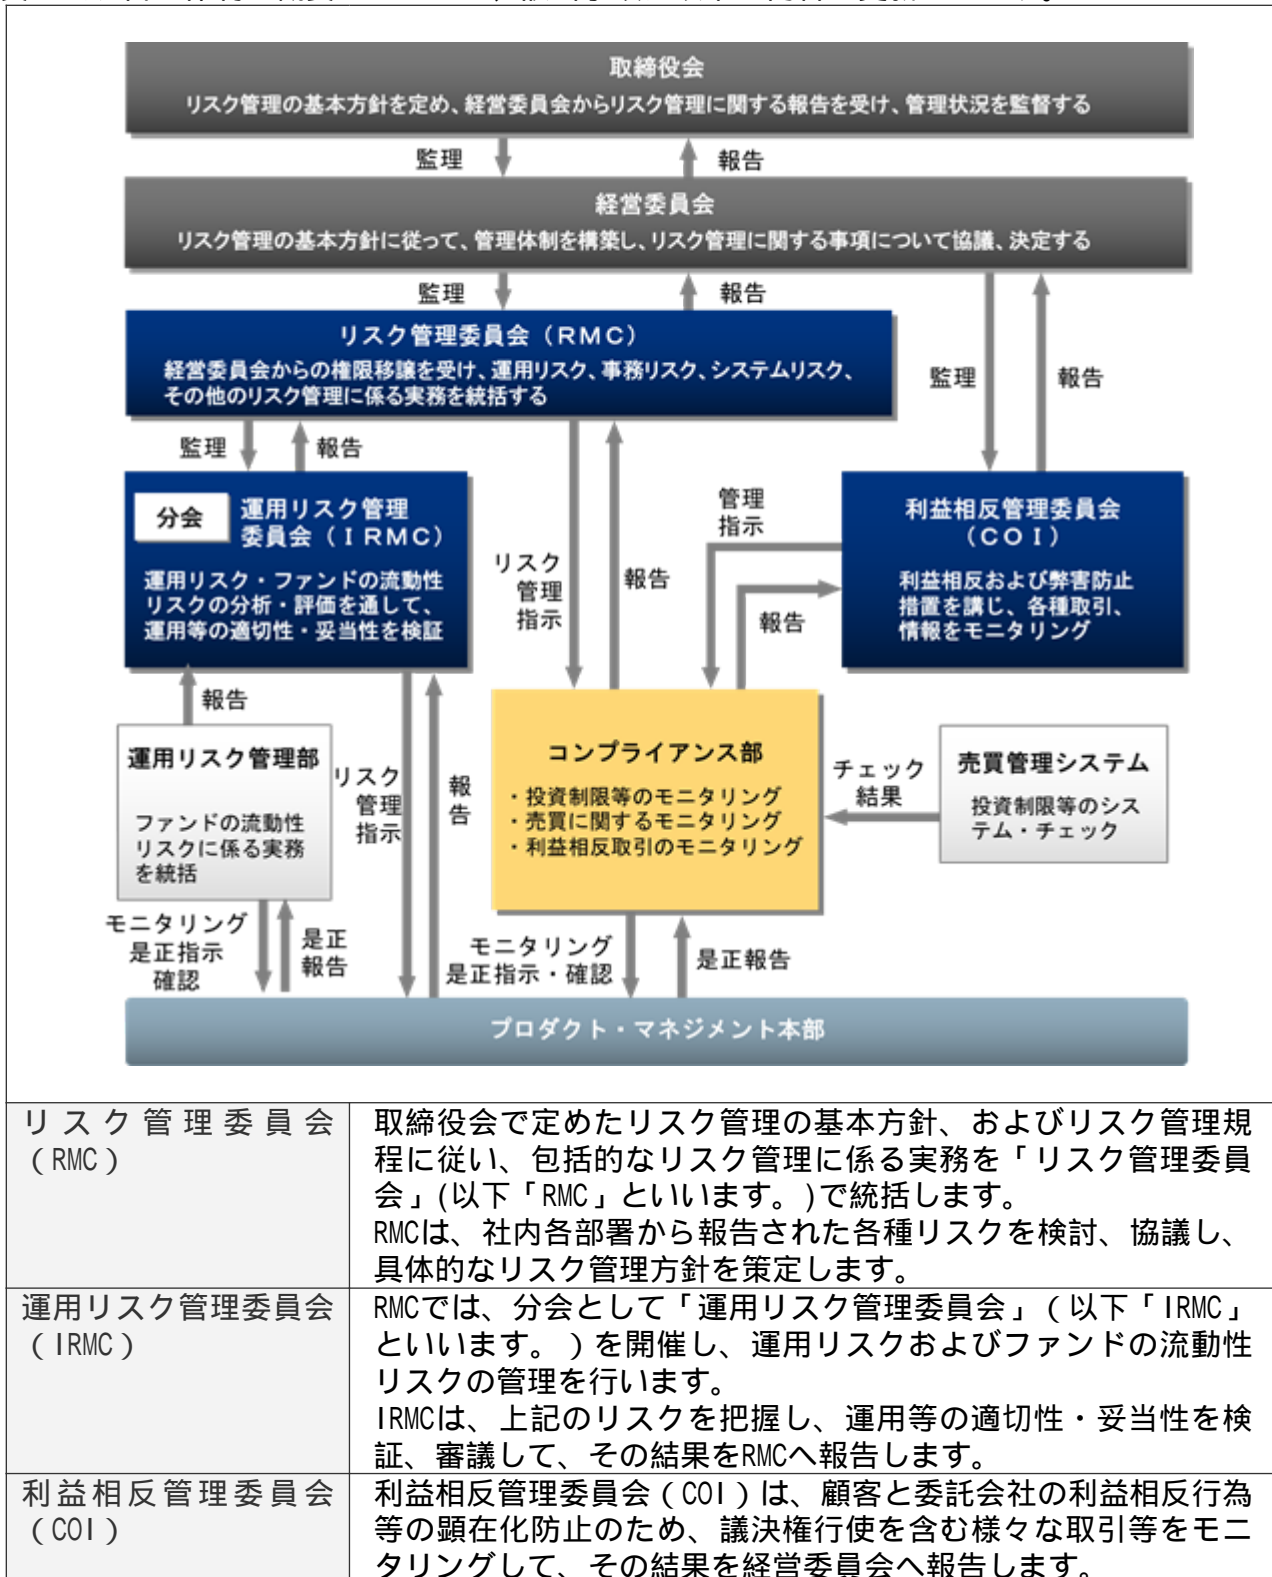 取締役会
リスク管理の基本方針を定め、経営委員会からリスク管理に関する報告を受け、管理状況を監督する
監理
報告
経営委員会
リスク管理の基本方針に従って、管理体制を構築し、リスク管理に関する事項について協議、決定する
監理
報告
リスク管理委員会（ＲＭＣ）
経営委員会からの権限移譲を受け、運用リスク、事務リスク、システムリスク、
その他のリスク管理に係る実務を統括する
監理
報告
監理
報告
分会
運用リスク管理
委員会（ＩＲＭＣ）
運用リスク・ファンドの流動性
リスクの分析・評価を通して、
運用等の適切性・妥当性を検証
リスク
管理
指示
報告
管理
指示
報告
利益相反管理委員会
（ＣＯＩ）
利益相反および弊害防止
措置を講じ、各種取引、
情報をモニタリング
報告
運用リスク管理部
ファンドの流動性
リスクに係る実務
を統括
リスク
管理
指示
報
告
コンプライアンス部
・投資制限等のモニタリング
・売買に関するモニタリング
・利益相反取引のモニタリング
チェック
結果
売買管理システム
投資制限等のシス
テム・チェック
モニタリング
是正指示
確認
是正
報告
モニタリング
是正指示・確認
是正報告
プロダクト・マネジメント本部
リスク管理委員会
（RMC）
取締役会で定めたリスク管理の基本方針、およびリスク管理規
程に従い、包括的なリスク管理に係る実務を「リスク管理委員
会」(以下「RMC」といいます。)で統括します。
RMCは、社内各部署から報告された各種リスクを検討、協議し、
具体的なリスク管理方針を策定します。
運用リスク管理委員会
（IRMC）
RMCでは、分会として「運用リスク管理委員会」（以下「IRMC」
といいます。）を開催し、運用リスクおよびファンドの流動性
リスクの管理を行います。
IRMCは、上記のリスクを把握し、運用等の適切性・妥当性を検
証、審議して、その結果をRMCへ報告します。
利益相反管理委員会
（COI）
利益相反管理委員会（COI）は、顧客と委託会社の利益相反行為
等の顕在化防止のため、議決権行使を含む様々な取引等をモニ
タリングして、その結果を経営委員会へ報告します。